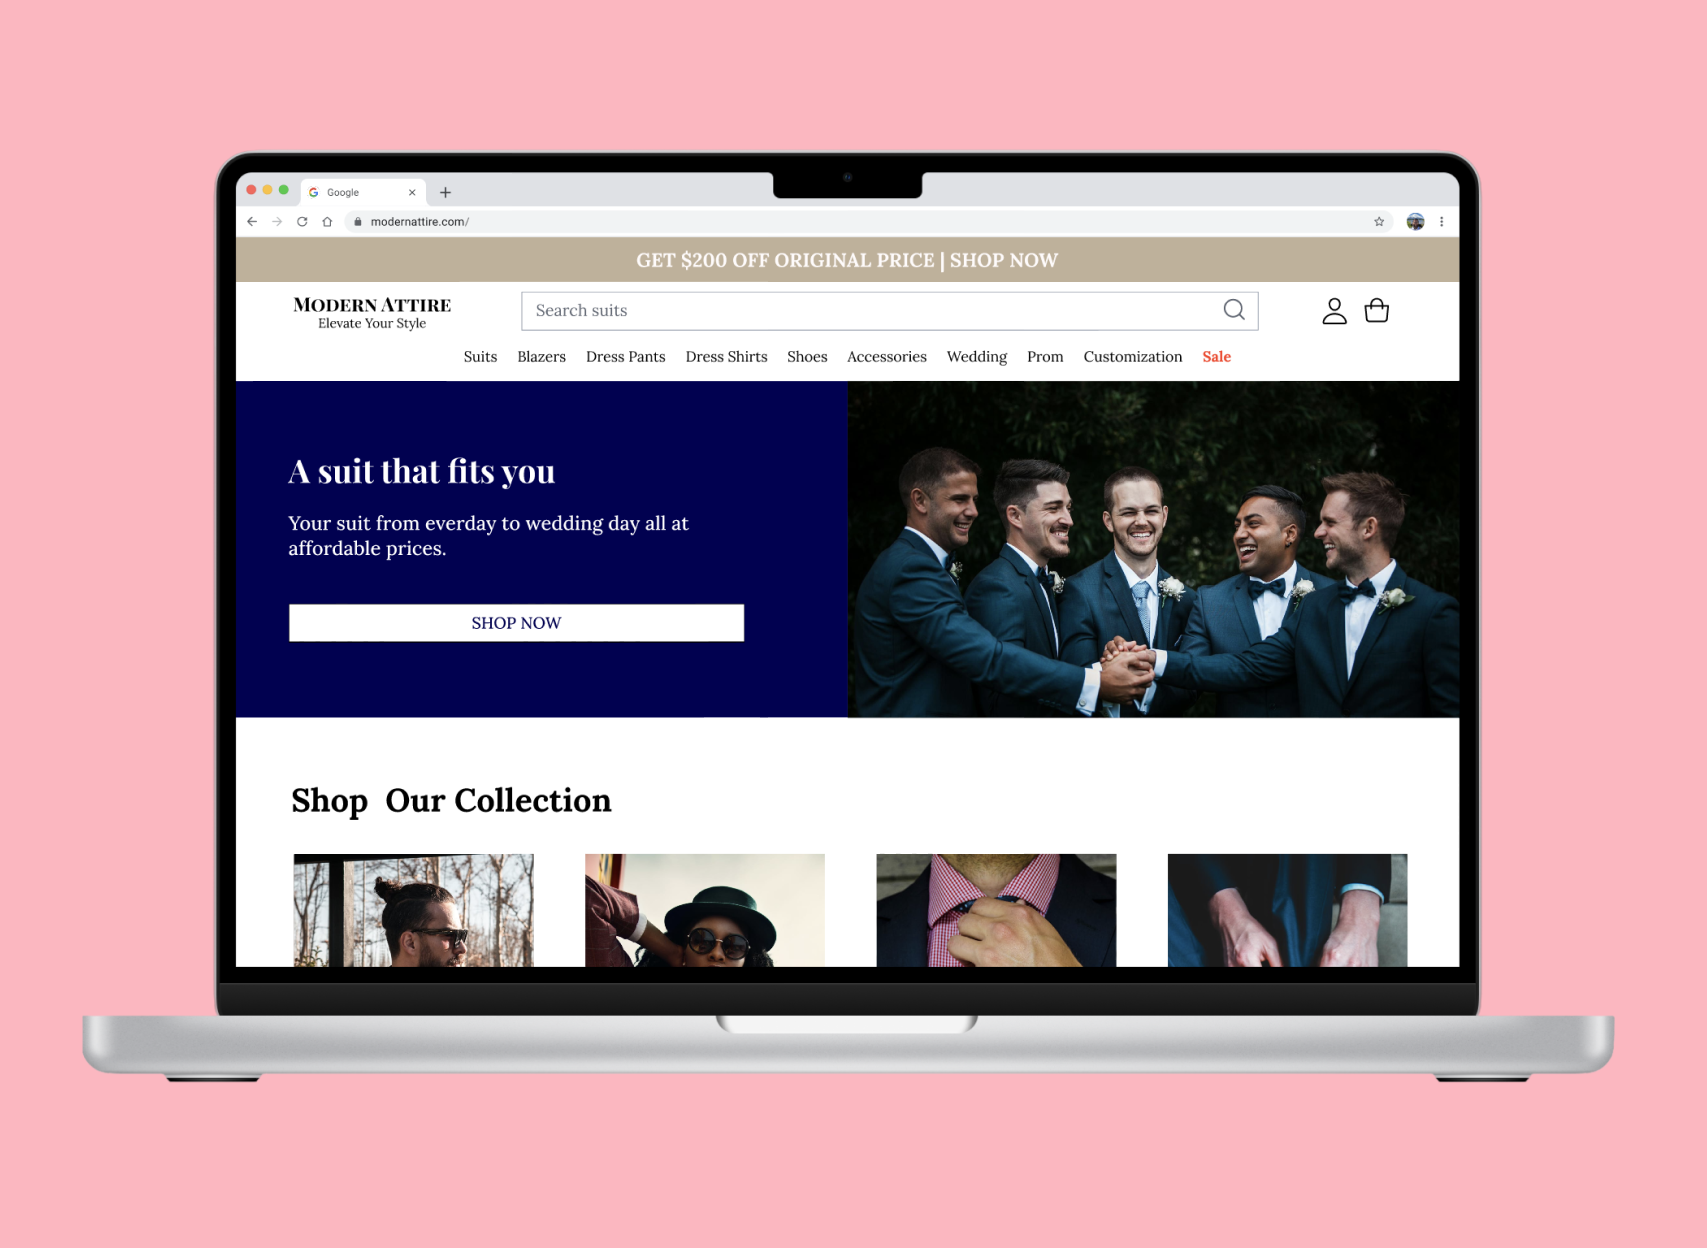 Google
modernattire.com/
GET $200 OFF ORIGINAL PRICE | SHOP NOW
MODERN ATTIRE
Elevate Your Style
Search suits
Suits Blazers Dress Pants Dress Shirts Shoes Accessories Wedding Prom Customization Sale
A suit that fits you
Your suit from everday to wedding day all at
affordable prices.
SHOP NOW
Shop Our Collection